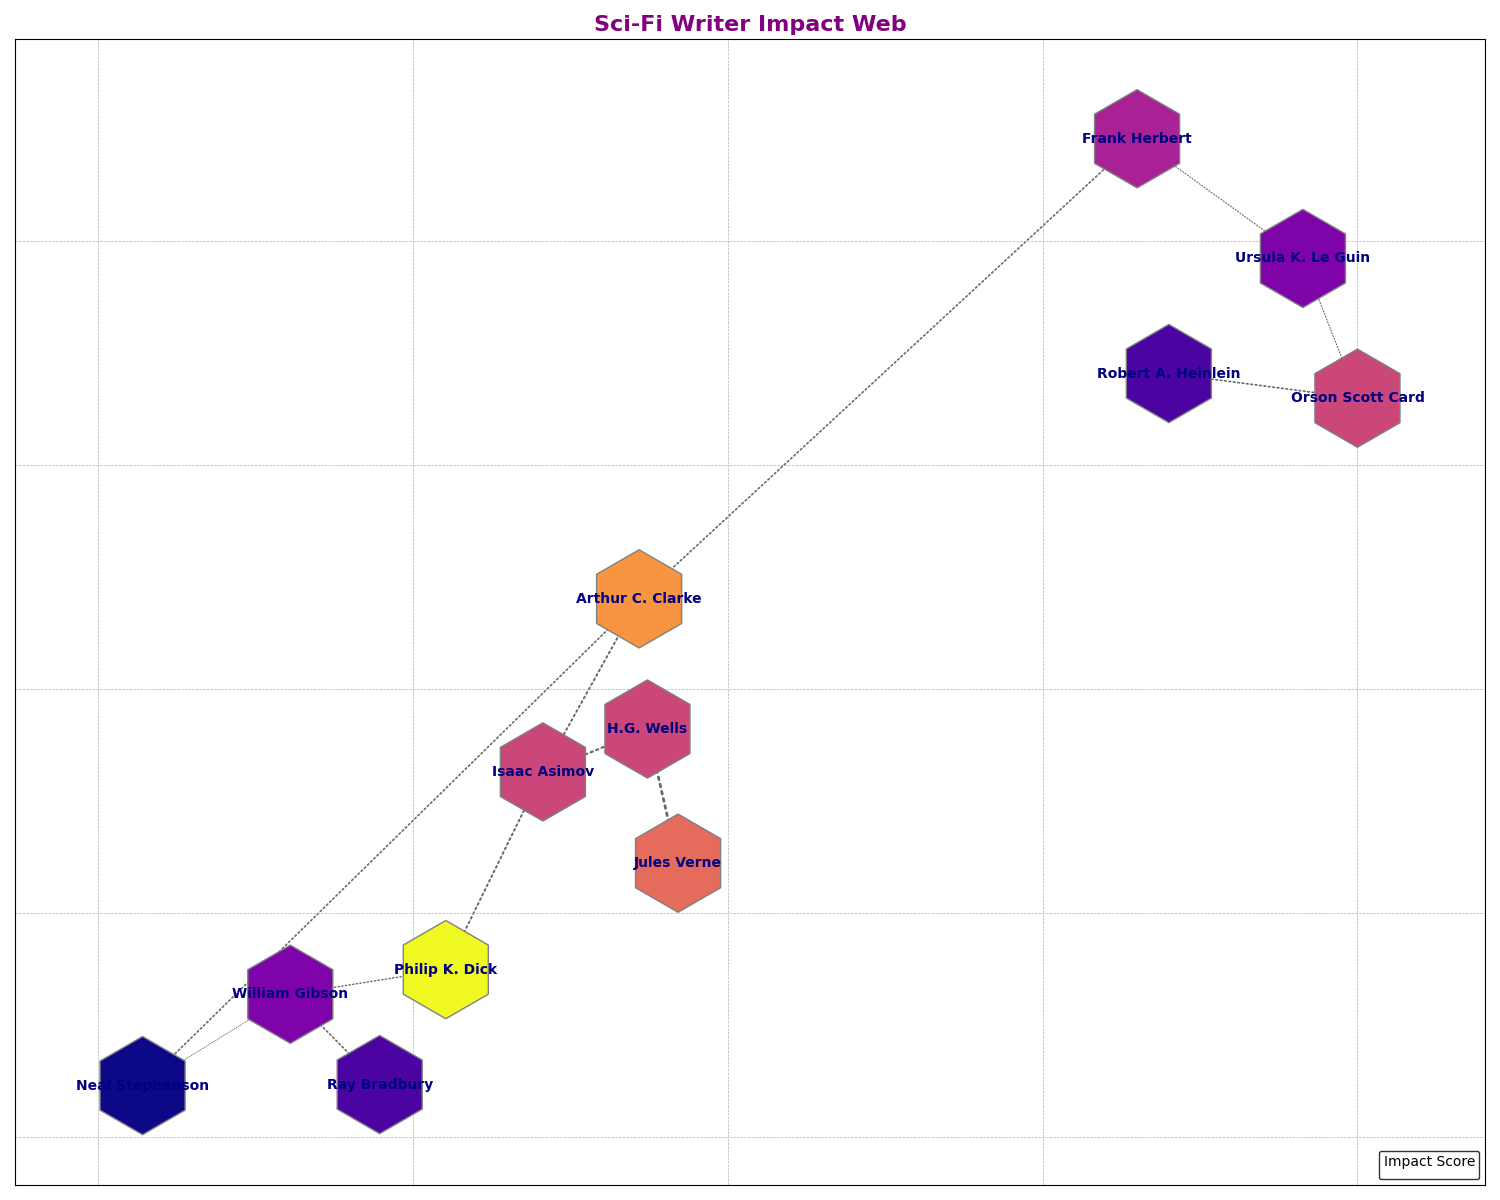 Sci-Fi Writer Impact Web
Frank Herbert
Ursula K. Le Guin
Robert A. Heinlein
Orson Scott Card
Arthur C. Clarke
H.G. Wells
Isaac Asimov
Jules Verne
Philip K. Dick
William Gibson
Neal Stephenson
Ray Bradbury
Impact Score